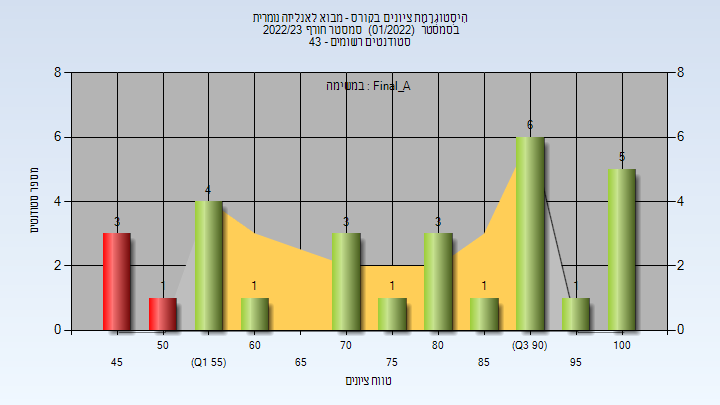 הִיסְטוֹגְרָמַת ציונים בקורס - מבוא לאנליזה נומרית
בסמסטר (01/2022) סמסטר חורף 2022/23
סטודנטים רשומים - 43
במשימה : Final_A
8 8
6 6
4 4
2 2
0 0
מספר סטודנטים
3 1 4 1 3 1 3 1 6 1 5
50 60 70 80 (Q3 90) 100
45 (Q1 55) 65 75 85 95
טווח ציונים